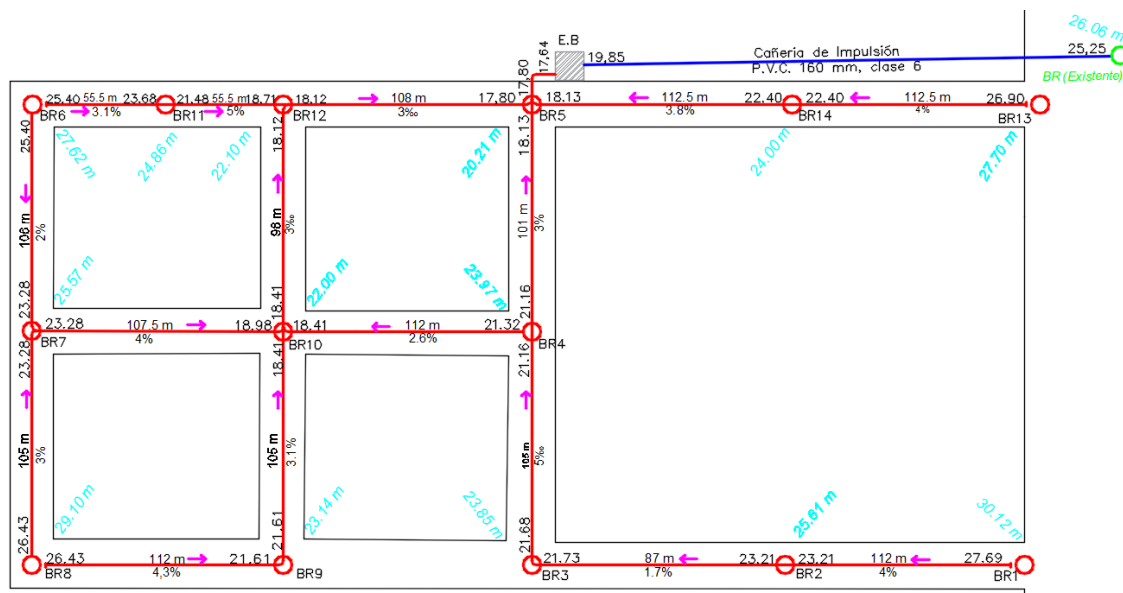 26.06 m
E.B
17.64
19,85
Cañería de Impulsión
P.V.C. 160 mm, clase 6
25,25
BR (Existente)
17,80
25.40
55.5 m
23.68
21.48
55.5 m
18.71
18.12
108 m
17,80
18.13
112.5 m
22.40
22.40
112.5 m
26.90
BR6
3.1%
BR11
5%
BR12
3‰
BR5
3.8%
BR14
4%
BR13
25.40
27.62 m
24.86 m
22.10 m
18.12
20.21 m
18.13
24.00 m
27.70 m
106 m
2%
98 m
3‰
101 m
3%
25.57 m
22.00 m
23.97 m
23.28
18.41
21.16
23.28
107.5 m
18.98
18.41
112 m
21.32
BR7
4%
BR10
2.6%
BR4
23.28
18.41
21.16
105 m
3%
105 m
3.1%
105 m
5‰
29.10 m
23.14 m
23.85 m
25.61 m
30.12 m
26.43
21.61
21.68
26.43
112 m
21.61
21.73
87 m
23.21
23.21
112 m
27.69
BR8
4,3%
BR9
BR3
1.7%
BR2
4%
BR1